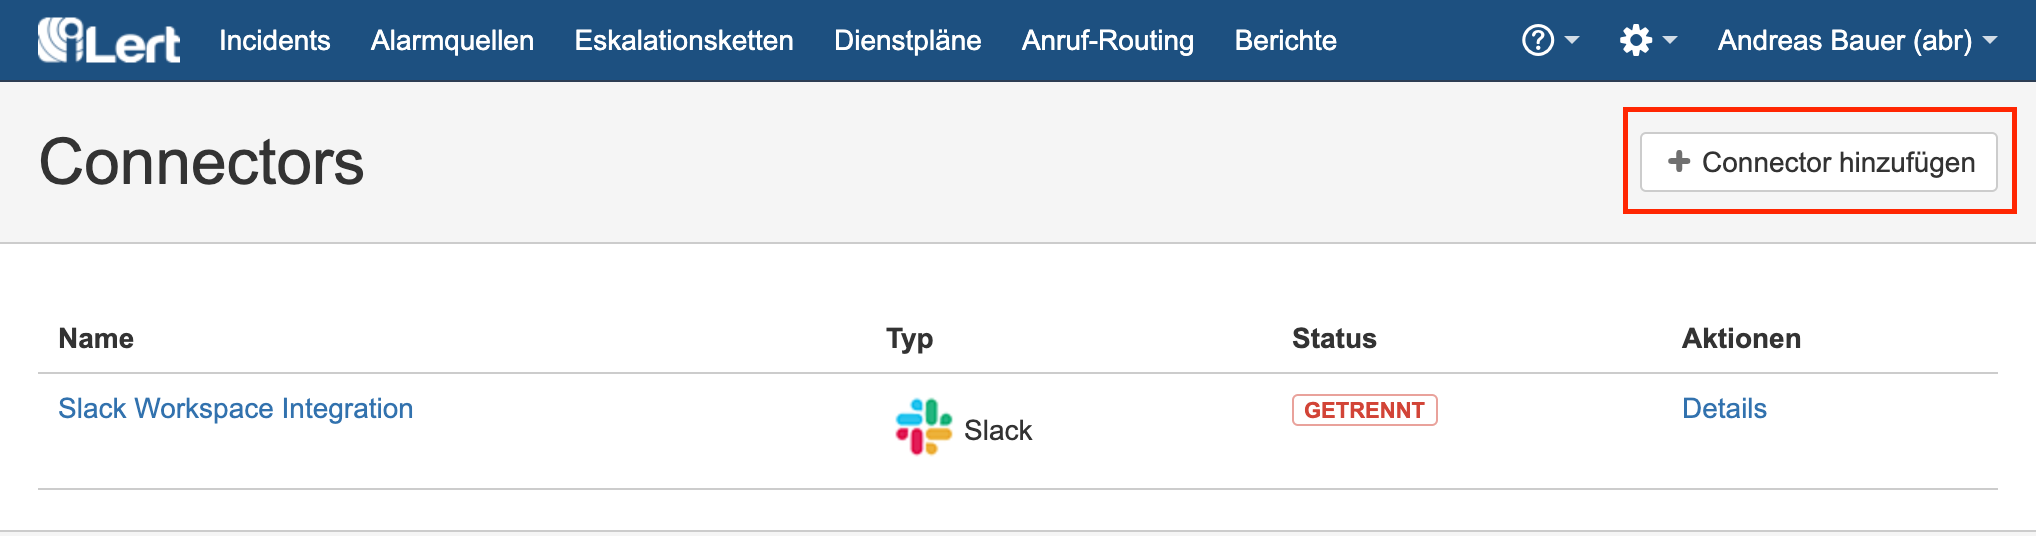 iLert Incidents Alarmquellen Eskalationsketten Dienstpläne Anruf-Routing Berichte ? Andreas Bauer (abr)
Connectors
+ Connector hinzufügen
Name Typ Status Aktionen
Slack Workspace Integration Slack GETRENNT Details